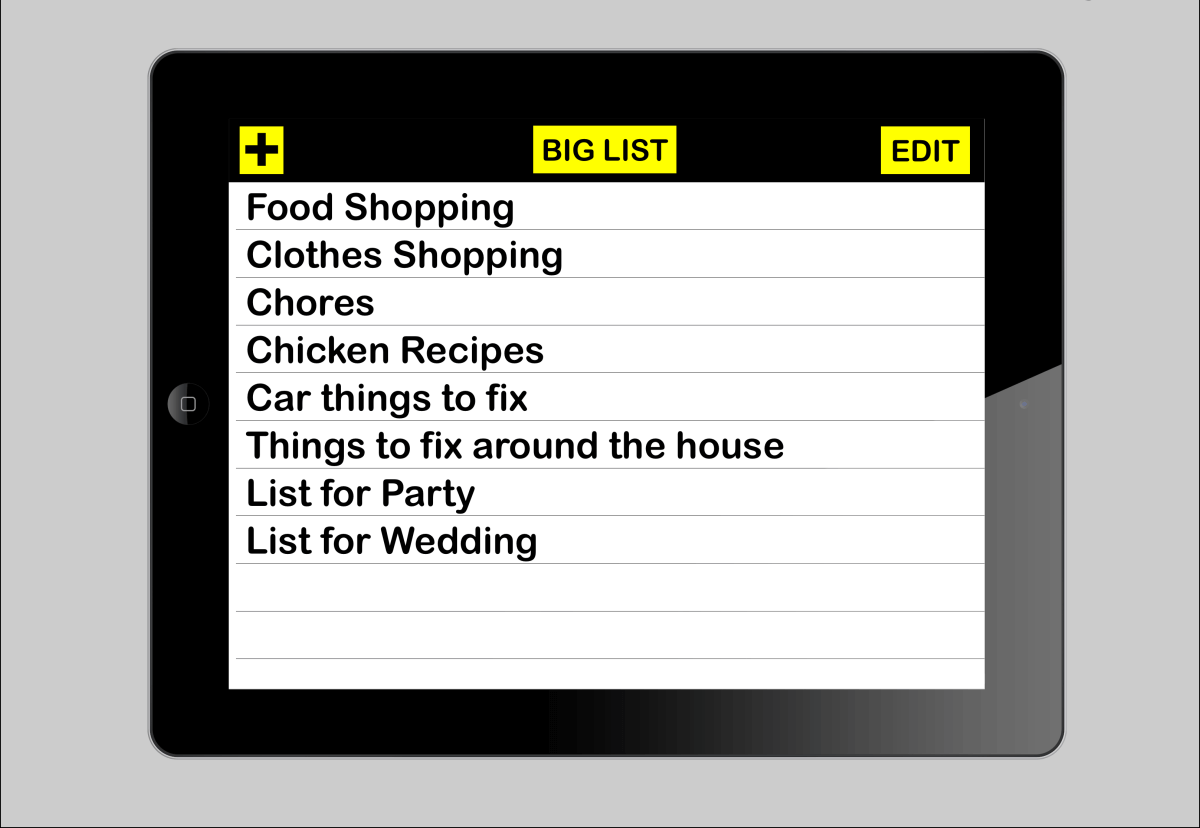 + BIG LIST EDIT
Food Shopping
Clothes Shopping
Chores
Chicken Recipes
Car things to fix
Things to fix around the house
List for Party
List for Wedding